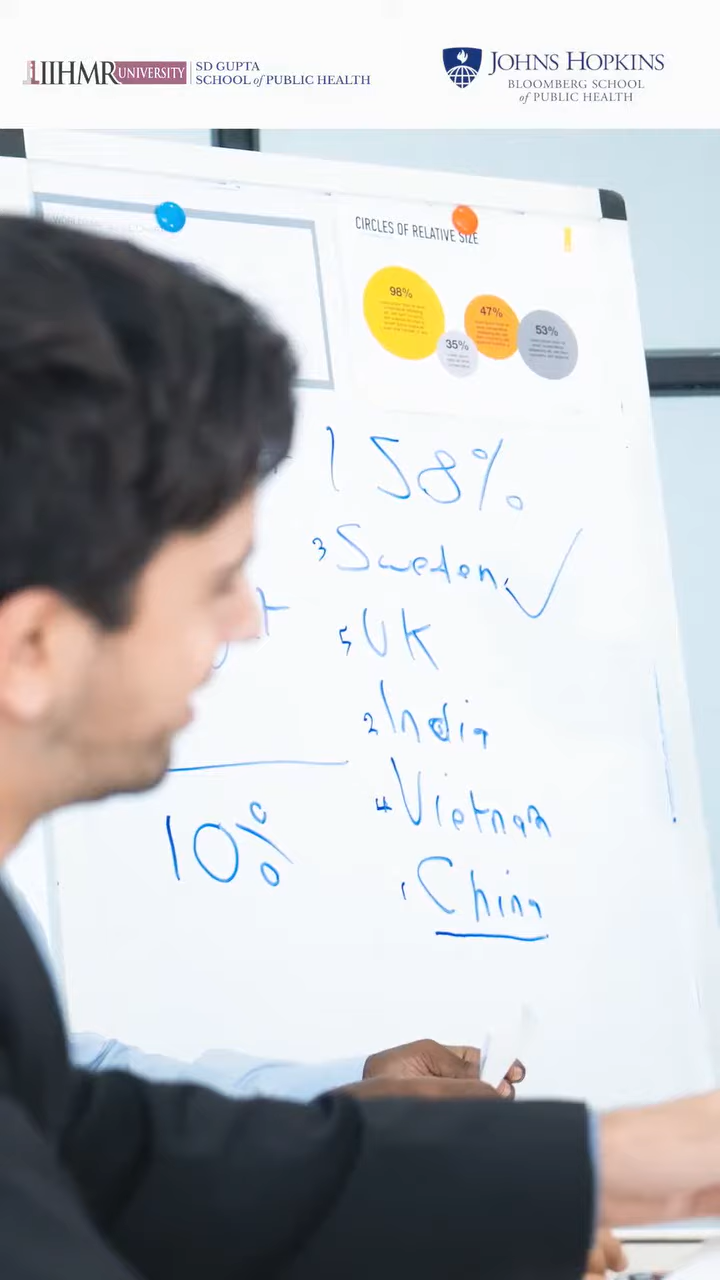 IIHMR UNIVERSITY
SD GUPTA
SCHOOL of PUBLIC HEALTH
JOHNS HOPKINS
BLOOMBERG SCHOOL
of PUBLIC HEALTH
CIRCLES OF RELATIVE SIZE
98%
47%
53%
35%
158%
3 Sweden ✓
5 UK
2 India
4 Vietnam
1 China
10%